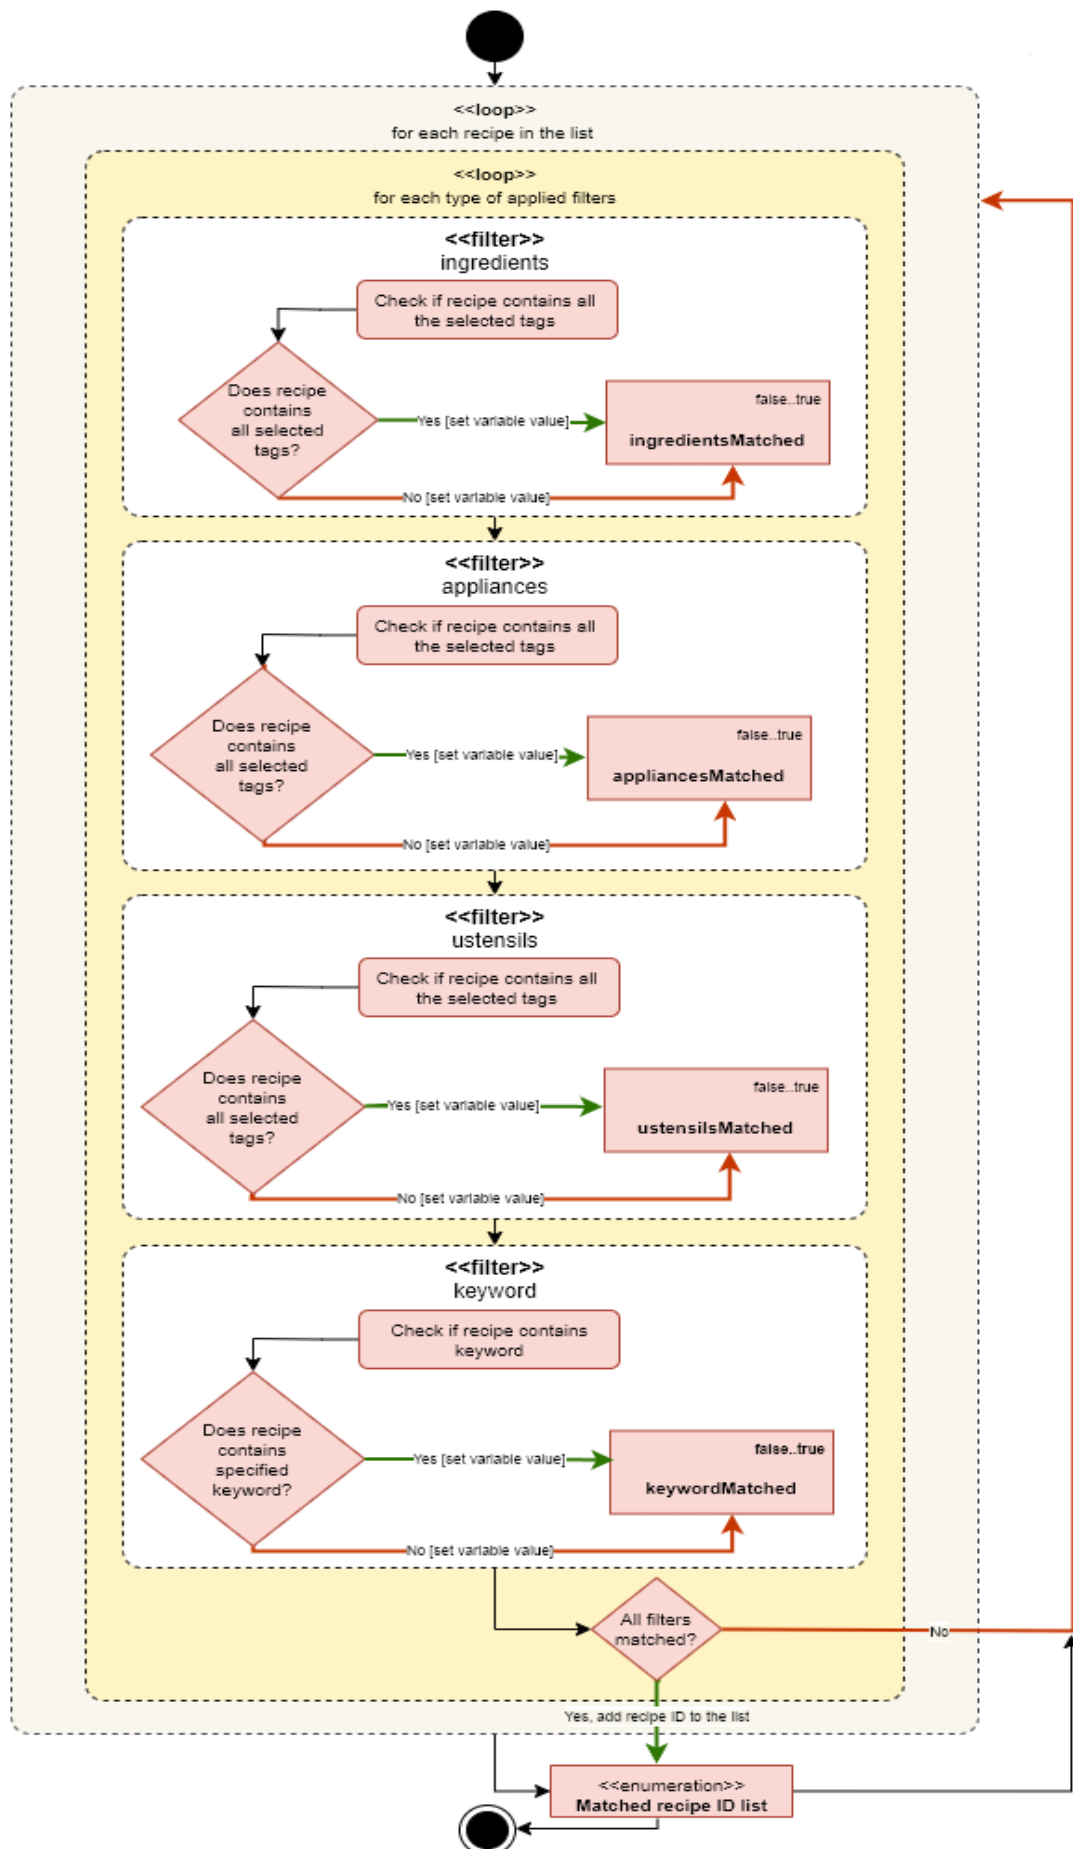 <<loop>>
for each recipe in the list
<<loop>>
for each type of applied filters
<<filter>>
ingredients
Check if recipe contains all
the selected tags
Does recipe
contains
all selected
tags?
Yes [set variable value]
false..true
ingredientsMatched
No [set variable value]
<<filter>>
appliances
Check if recipe contains all
the selected tags
Does recipe
contains
all selected
tags?
Yes [set variable value]
false..true
appliancesMatched
No [set variable value]
<<filter>>
ustensils
Check if recipe contains all
the selected tags
Does recipe
contains
all selected
tags?
Yes [set variable value]
false..true
ustensilsMatched
No [set variable value]
<<filter>>
keyword
Check if recipe contains
keyword
Does recipe
contains
specified
keyword?
Yes [set variable value]
false..true
keywordMatched
No [set variable value]
All filters
matched?
No
Yes, add recipe ID to the list
<<enumeration>>
Matched recipe ID list